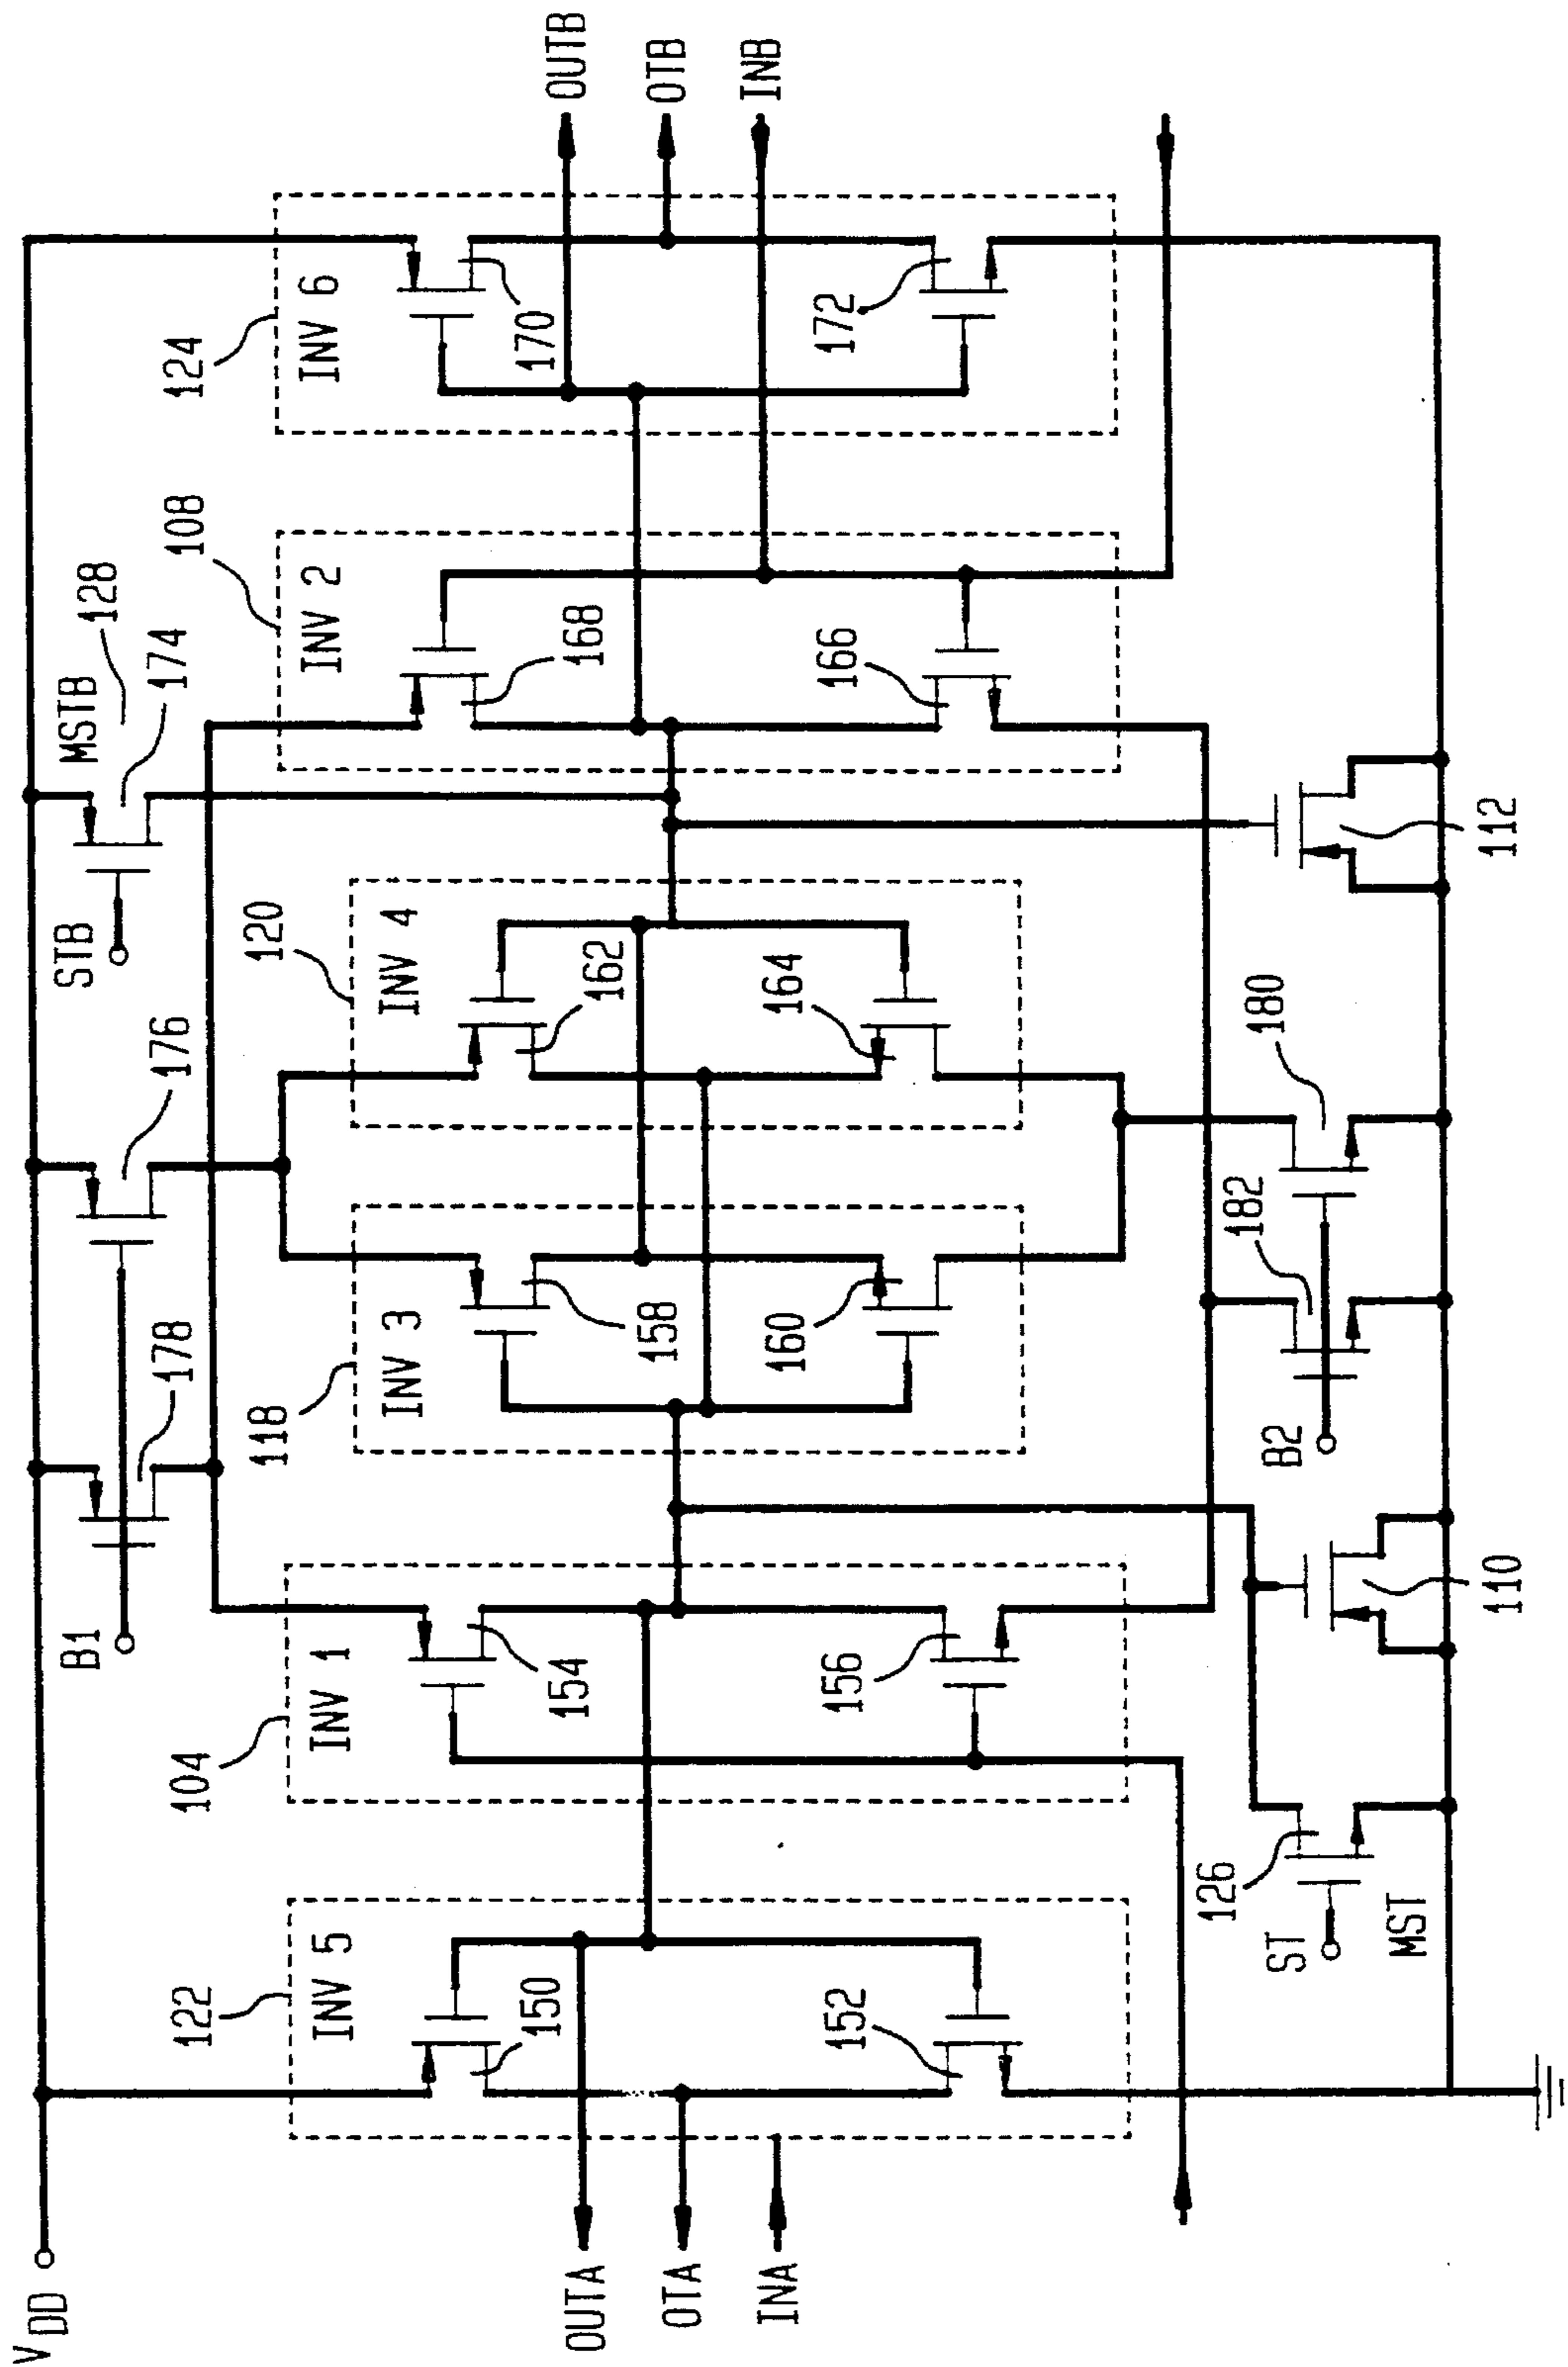 V DD
B1
178
176
STB
MSTB
128
174
122
INV 5
150
152
104
INV 1
154
156
118
INV 3
158
160
120
INV 4
162
164
108
INV 2
168
166
124
INV 6
170
172
OUTA
OTA
INA
OUTB
OTB
INB
ST
126
MST
110
B2
182
180
112